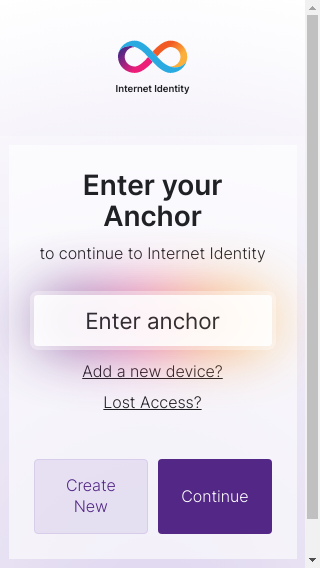 Internet Identity
Enter your
Anchor
to continue to Internet Identity
Enter anchor
Add a new device?
Lost Access?
Create
New
Continue